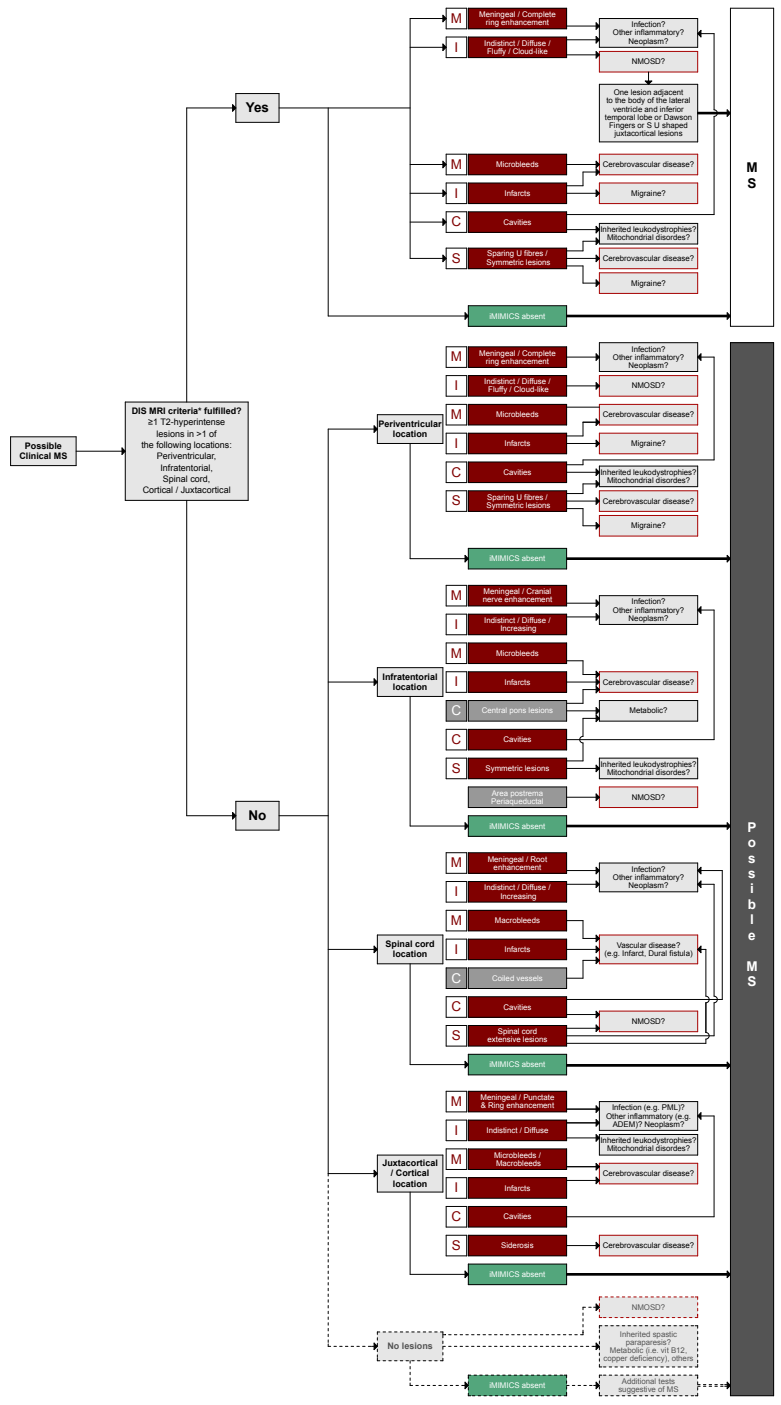 Possible
Clinical MS
DIS MRI criteria* fulfilled?
≥1 T2-hyperintense
lesions in >1 of
the following locations:
Periventricular,
Infratentorial,
Spinal cord,
Cortical / Juxtacortical
Yes
M
Meningeal / Complete
ring enhancement
I
Indistinct / Diffuse /
Fluffy / Cloud-like
Infection?
Other inflammatory?
Neoplasm?
NMOSD?
One lesion adjacent
to the body of the lateral
ventricle and inferior
temporal lobe or Dawson
Fingers or S U shaped
juxtacortical lesions
M
Microbleeds
Cerebrovascular disease?
I
Infarcts
Migraine?
C
Cavities
Inherited leukodystrophies?
Mitochondrial disordes?
S
Sparing U fibres /
Symmetric lesions
Cerebrovascular disease?
Migraine?
iMIMICS absent
M
S
No
Periventricular
location
M
Meningeal / Complete
ring enhancement
Infection?
Other inflammatory?
Neoplasm?
I
Indistinct / Diffuse /
Fluffy / Cloud-like
NMOSD?
M
Microbleeds
Cerebrovascular disease?
I
Infarcts
Migraine?
C
Cavities
Inherited leukodystrophies?
Mitochondrial disordes?
S
Sparing U fibres /
Symmetric lesions
Cerebrovascular disease?
Migraine?
iMIMICS absent
Infratentorial
location
M
Meningeal / Cranial
nerve enhancement
Infection?
Other inflammatory?
Neoplasm?
I
Indistinct / Diffuse /
Increasing
M
Microbleeds
I
Infarcts
Cerebrovascular disease?
C
Central pons lesions
Metabolic?
C
Cavities
S
Symmetric lesions
Inherited leukodystrophies?
Mitochondrial disordes?
Area postrema
Periaqueductal
NMOSD?
iMIMICS absent
Spinal cord
location
M
Meningeal / Root
enhancement
Infection?
Other inflammatory?
Neoplasm?
I
Indistinct / Diffuse /
Increasing
M
Macrobleeds
I
Infarcts
Vascular disease?
(e.g. Infarct, Dural fistula)
C
Coiled vessels
C
Cavities
NMOSD?
S
Spinal cord
extensive lesions
iMIMICS absent
Juxtacortical
/ Cortical
location
M
Meningeal / Punctate
& Ring enhancement
Infection (e.g. PML)?
Other inflammatory (e.g.
ADEM)? Neoplasm?
I
Indistinct / Diffuse
Inherited leukodystrophies?
Mitochondrial disordes?
M
Microbleeds /
Macrobleeds
Cerebrovascular disease?
I
Infarcts
C
Cavities
S
Siderosis
Cerebrovascular disease?
iMIMICS absent
No lesions
NMOSD?
Inherited spastic
paraparesis?
Metabolic (i.e. vit B12,
copper deficiency), others
iMIMICS absent
Additional tests
suggestive of MS
P
o
s
s
i
b
l
e
M
S